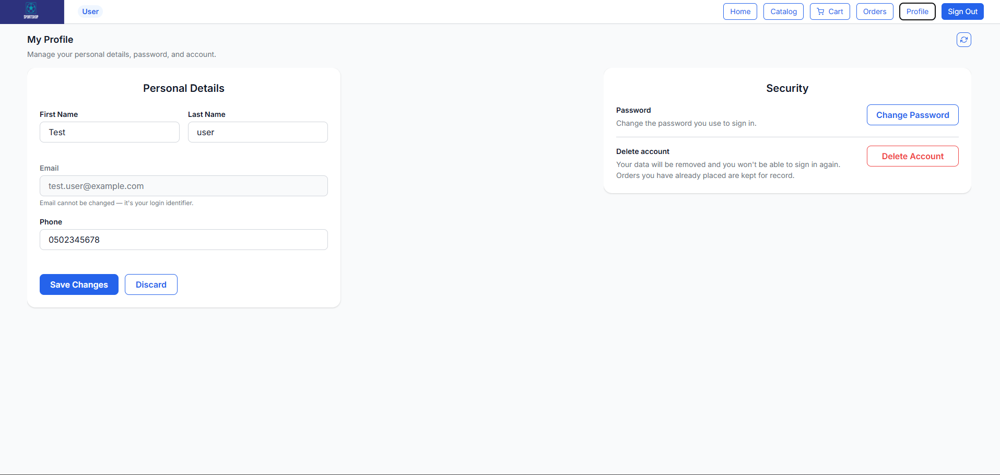 SPORTSHOP
User
Home
Catalog
Cart
Orders
Profile
Sign Out
My Profile
Manage your personal details, password, and account.
Personal Details
First Name
Last Name
Test
user
Email
test.user@example.com
Email cannot be changed — it's your login identifier.
Phone
0502345678
Save Changes
Discard
Security
Password
Change the password you use to sign in.
Change Password
Delete account
Your data will be removed and you won't be able to sign in again.
Orders you have already placed are kept for record.
Delete Account